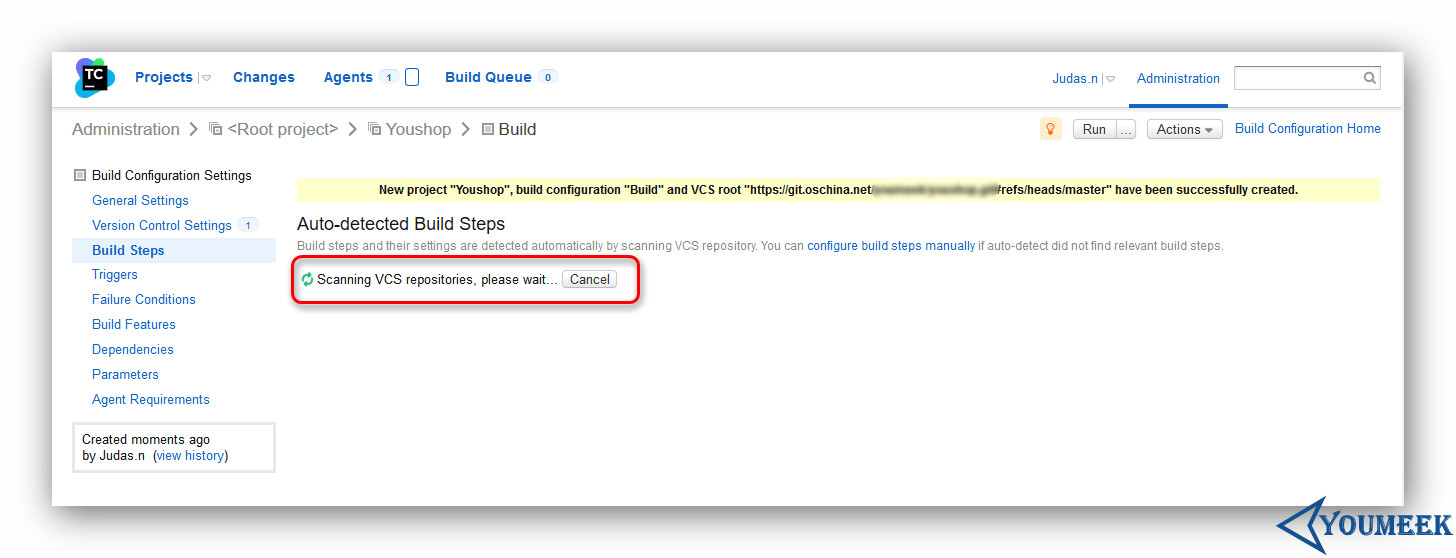 TC
Projects
Changes
Agents 1
Build Queue 0
Judas.n
Administration
Administration > <Root project> > Youshop > Build
Run ...
Actions
Build Configuration Home
Build Configuration Settings
General Settings
Version Control Settings 1
Build Steps
Triggers
Failure Conditions
Build Features
Dependencies
Parameters
Agent Requirements
Created moments ago
by Judas.n (view history)
New project "Youshop", build configuration "Build" and VCS root "https://git.oschina.net/ #refs/heads/master" have been successfully created.
Auto-detected Build Steps
Build steps and their settings are detected automatically by scanning VCS repository. You can configure build steps manually if auto-detect did not find relevant build steps.
Scanning VCS repositories, please wait... Cancel
YOUMEEK